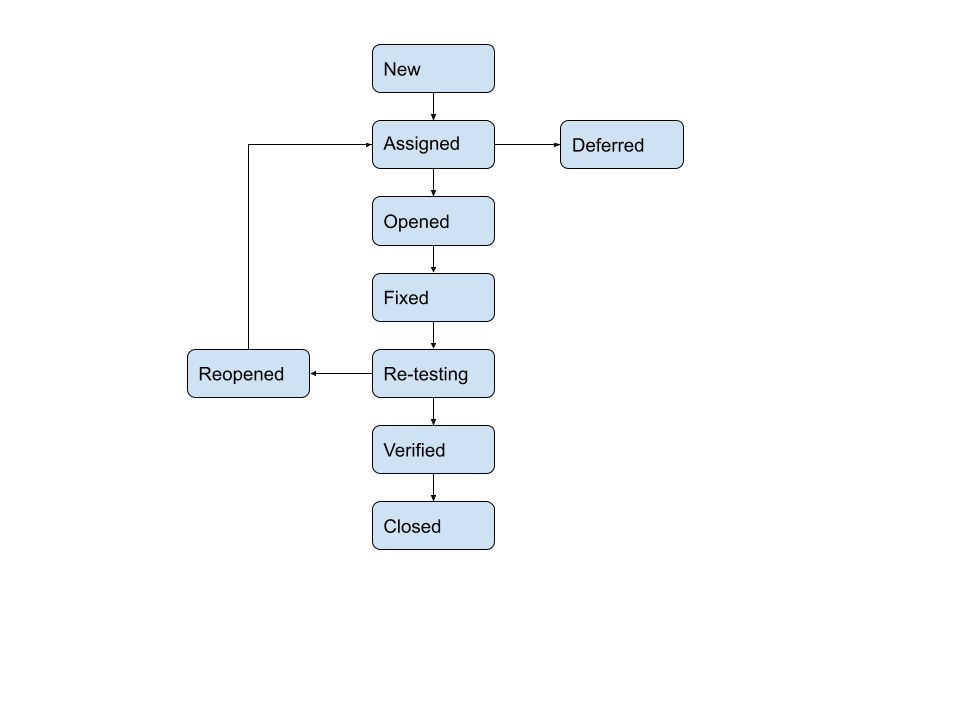 New
Assigned
Deferred
Opened
Fixed
Reopened
Re-testing
Verified
Closed